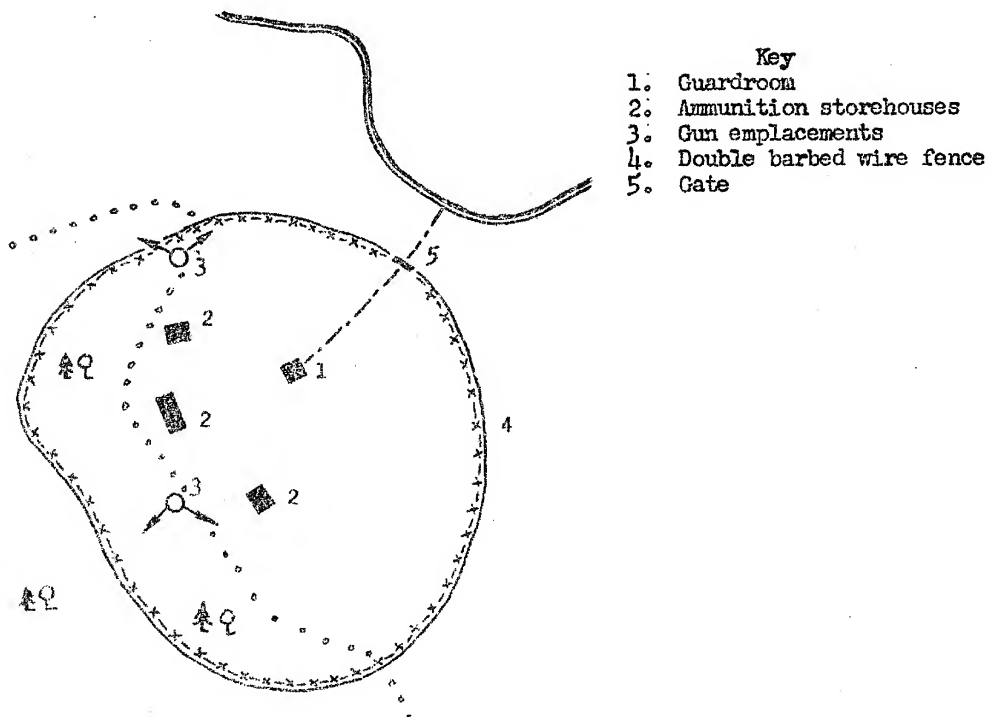 Key
1. Guardroom
2. Ammunition storehouses
3. Gun emplacements
4. Double barbed wire fence
5. Gate
5
3
2
1
2
4
3
2